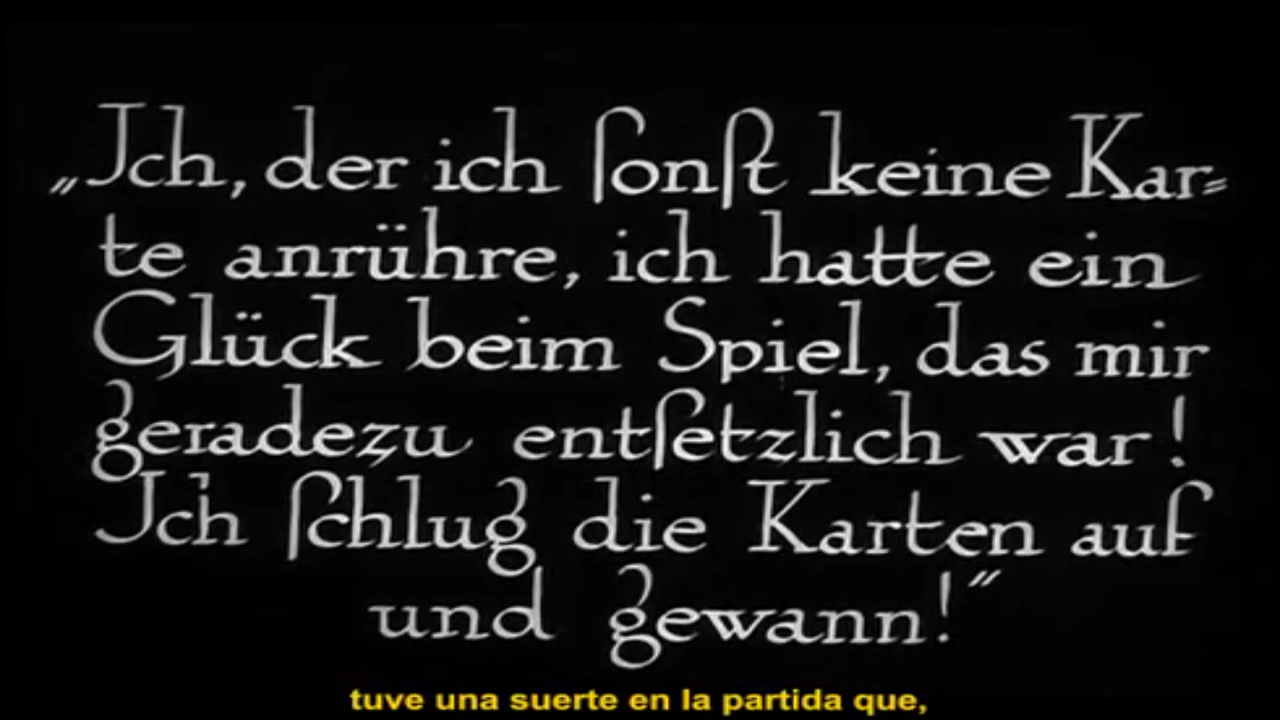 „Ich, der ich ſonſt keine Kar⸗
te anrühre, ich hatte ein
Glück beim Spiel, das mir
geradezu entſetzlich war!
Ich ſchlug die Karten auf
und gewann!“
tuve una suerte en la partida que,